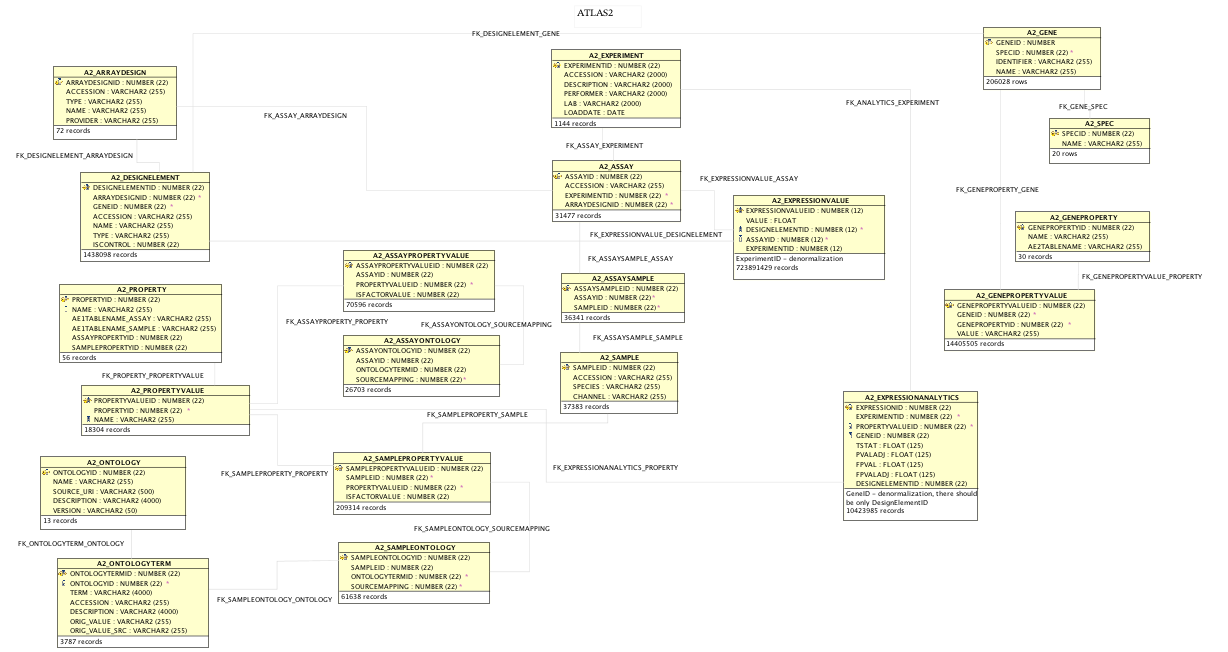 ATLAS2
FK_DESIGNELEMENT_GENE
A2_GENE
GENEID : NUMBER
SPECID : NUMBER (22) *
IDENTIFIER : VARCHAR2 (255)
NAME : VARCHAR2 (255)
206028 rows
A2_EXPERIMENT
EXPERIMENTID : NUMBER (22)
ACCESSION : VARCHAR2 (2000)
DESCRIPTION : VARCHAR2 (2000)
PERFORMER : VARCHAR2 (2000)
LAB : VARCHAR2 (2000)
LOADDATE : DATE
1144 records
A2_ARRAYDESIGN
ARRAYDESIGNID : NUMBER (22)
ACCESSION : VARCHAR2 (255)
TYPE : VARCHAR2 (255)
NAME : VARCHAR2 (255)
PROVIDER : VARCHAR2 (255)
72 records
FK_ASSAY_ARRAYDESIGN
FK_ANALYTICS_EXPERIMENT
FK_GENE_SPEC
A2_SPEC
SPECID : NUMBER (22)
NAME : VARCHAR2 (255)
20 rows
FK_DESIGNELEMENT_ARRAYDESIGN
FK_ASSAY_EXPERIMENT
A2_ASSAY
ASSAYID : NUMBER (22)
ACCESSION : VARCHAR2 (255)
EXPERIMENTID : NUMBER (22) *
ARRAYDESIGNID : NUMBER (22) *
31477 records
A2_DESIGNELEMENT
DESIGNELEMENTID : NUMBER (22)
ARRAYDESIGNID : NUMBER (22) *
GENEID : NUMBER (22) *
ACCESSION : VARCHAR2 (255)
NAME : VARCHAR2 (255)
TYPE : VARCHAR2 (255)
ISCONTROL : NUMBER (22)
1438098 records
FK_EXPRESSIONVALUE_ASSAY
FK_GENEPROPERTY_GENE
A2_EXPRESSIONVALUE
EXPRESSIONVALUEID : NUMBER (12)
VALUE : FLOAT
DESIGNELEMENTID : NUMBER (12) *
ASSAYID : NUMBER (12) *
EXPERIMENTID : NUMBER (12)
ExperimentID - denormalization
723891429 records
A2_GENEPROPERTY
GENEPROPERTYID : NUMBER (22)
NAME : VARCHAR2 (255)
AE2TABLENAME : VARCHAR2 (255)
30 records
FK_EXPRESSIONVALUE_DESIGNELEMENT
A2_ASSAYPROPERTYVALUE
ASSAYPROPERTYVALUEID : NUMBER (22)
ASSAYID : NUMBER (22)
PROPERTYVALUEID : NUMBER (22) *
ISFACTORVALUE : NUMBER (22)
70596 records
FK_ASSAYSAMPLE_ASSAY
A2_ASSAYSAMPLE
ASSAYSAMPLEID : NUMBER (22)
ASSAYID : NUMBER (22) *
SAMPLEID : NUMBER (22) *
36341 records
FK_GENEPROPERTYVALUE_PROPERTY
A2_GENEPROPERTYVALUE
GENEPROPERTYVALUEID : NUMBER (22)
GENEID : NUMBER (22) *
GENEPROPERTYID : NUMBER (22) *
VALUE : VARCHAR2 (255)
14405505 records
A2_PROPERTY
PROPERTYID : NUMBER (22)
NAME : VARCHAR2 (255)
AE1TABLENAME_ASSAY : VARCHAR2 (255)
AE1TABLENAME_SAMPLE : VARCHAR2 (255)
ASSAYPROPERTYID : NUMBER (22)
SAMPLEPROPERTYID : NUMBER (22)
56 records
FK_ASSAYPROPERTY_PROPERTY
FK_ASSAYONTOLOGY_SOURCEMAPPING
A2_ASSAYONTOLOGY
ASSAYONTOLOGYID : NUMBER (22)
ASSAYID : NUMBER (22)
ONTOLOGYTERMID : NUMBER (22)
SOURCEMAPPING : NUMBER (22) *
26703 records
FK_ASSAYSAMPLE_SAMPLE
A2_SAMPLE
SAMPLEID : NUMBER (22)
ACCESSION : VARCHAR2 (255)
SPECIES : VARCHAR2 (255)
CHANNEL : VARCHAR2 (255)
37383 records
FK_PROPERTY_PROPERTYVALUE
A2_PROPERTYVALUE
PROPERTYVALUEID : NUMBER (22)
PROPERTYID : NUMBER (22) *
NAME : VARCHAR2 (255)
18304 records
A2_EXPRESSIONANALYTICS
EXPRESSIONID : NUMBER (22)
EXPERIMENTID : NUMBER (22) *
PROPERTYVALUEID : NUMBER (22) *
GENEID : NUMBER (22)
TSTAT : FLOAT (125)
PVALADJ : FLOAT (125)
FPVAL : FLOAT (125)
FPVALADJ : FLOAT (125)
DESIGNELEMENTID : NUMBER (22)
GeneID - denormalization, there should
be only DesignElementID
10423985 records
FK_SAMPLEPROPERTY_SAMPLE
A2_ONTOLOGY
ONTOLOGYID : NUMBER (22)
NAME : VARCHAR2 (255)
SOURCE_URI : VARCHAR2 (500)
DESCRIPTION : VARCHAR2 (4000)
VERSION : VARCHAR2 (50)
13 records
FK_SAMPLEPROPERTY_PROPERTY
A2_SAMPLEPROPERTYVALUE
SAMPLEPROPERTYVALUEID : NUMBER (22)
SAMPLEID : NUMBER (22) *
PROPERTYVALUEID : NUMBER (22) *
ISFACTORVALUE : NUMBER (22)
209314 records
FK_EXPRESSIONANALYTICS_PROPERTY
FK_SAMPLEONTOLOGY_SOURCEMAPPING
FK_ONTOLOGYTERM_ONTOLOGY
A2_SAMPLEONTOLOGY
SAMPLEONTOLOGYID : NUMBER (22)
SAMPLEID : NUMBER (22)
ONTOLOGYTERMID : NUMBER (22) *
SOURCEMAPPING : NUMBER (22) *
61638 records
A2_ONTOLOGYTERM
ONTOLOGYTERMID : NUMBER (22)
ONTOLOGYID : NUMBER (22) *
TERM : VARCHAR2 (4000)
ACCESSION : VARCHAR2 (255)
DESCRIPTION : VARCHAR2 (4000)
ORIG_VALUE : VARCHAR2 (255)
ORIG_VALUE_SRC : VARCHAR2 (255)
3787 records
FK_SAMPLEONTOLOGY_ONTOLOGY